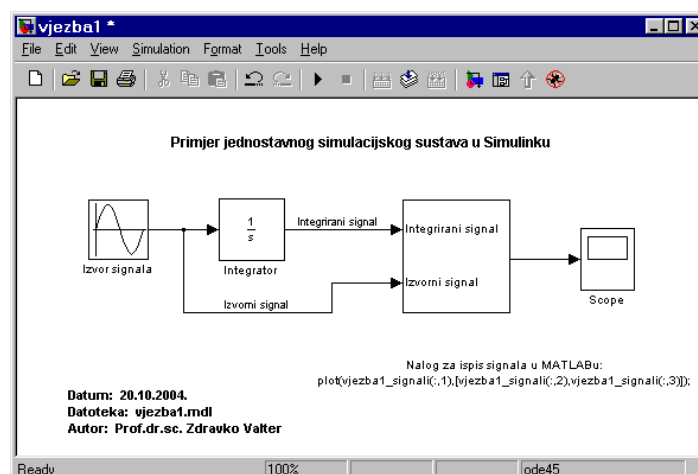 vjezba1 *
File Edit View Simulation Format Tools Help
Primjer jednostavnog simulacijskog sustava u Simulinku
Integrirani signal
1
s
Integrirani signal
Izvor signala
Integrator
Izvorni signal
Izvorni signal
Scope
Nalog za ispis signala u MATLABu:
plot(vjezba1_signali(:,1),[vjezba1_signali(:,2),vjezba1_signali(:,3)]);
Datum: 20.10.2004.
Datoteka: vjezba1.mdl
Autor: Prof.dr.sc. Zdravko Valter
Ready 100% ode45